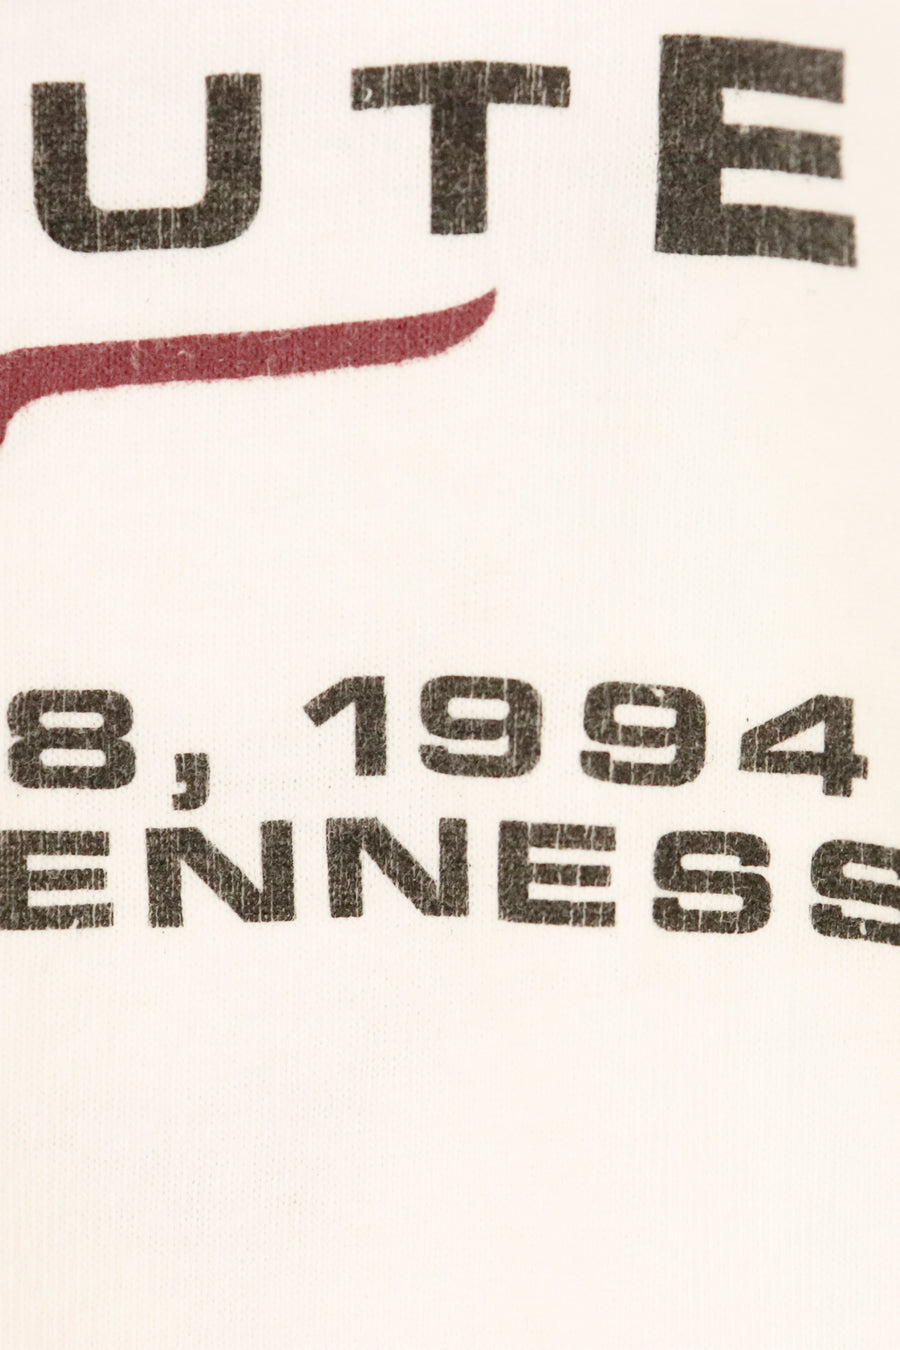 UTE
8, 1994
ENNESS